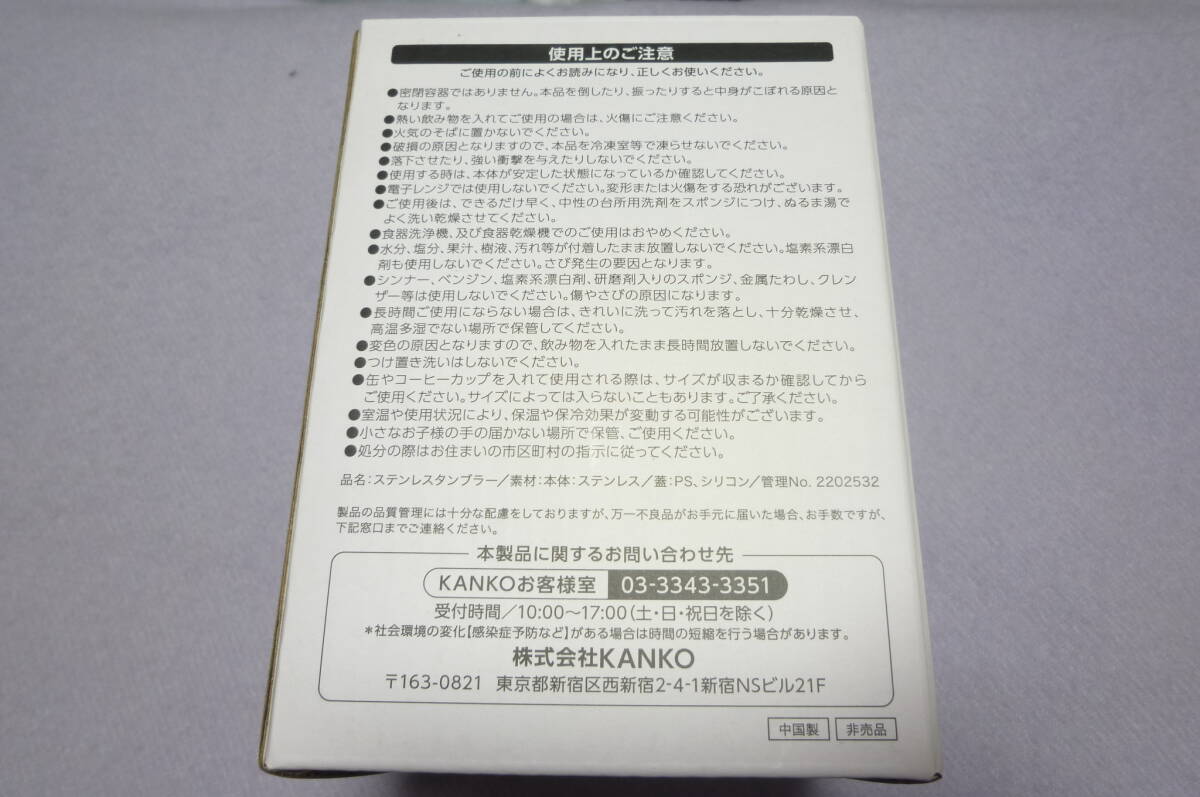 使用上のご注意
ご使用の前によくお読みになり、正しくお使いください。
●密閉容器ではありません。本品を倒したり、振ったりすると中身がこぼれる原因と
なります。
●熱い飲み物を入れてご使用の場合は、火傷にご注意ください。
●火気のそばに置かないでください。
●破損の原因となりますので、本品を冷凍室等で凍らせないでください。
●落下させたり、強い衝撃を与えたりしないでください。
●使用する時は、本体が安定した状態になっているか確認してください。
●電子レンジでは使用しないでください。変形または火傷をする恐れがございます。
●ご使用後は、できるだけ早く、中性の台所用洗剤をスポンジにつけ、ぬるま湯で
よく洗い乾燥させてください。
●食器洗浄機、及び食器乾燥機でのご使用はおやめください。
●水分、塩分、果汁、樹液、汚れ等が付着したまま放置しないでください。塩素系漂白
剤も使用しないでください。さび発生の要因となります。
●シンナー、ベンジン、塩素系漂白剤、研磨剤入りのスポンジ、金属たわし、クレン
ザー等は使用しないでください。傷やさびの原因になります。
●長時間ご使用にならない場合は、きれいに洗って汚れを落とし、十分乾燥させ、
高温多湿でない場所で保管してください。
●変色の原因となりますので、飲み物を入れたまま長時間放置しないでください。
●つけ置き洗いはしないでください。
●缶やコーヒーカップを入れて使用される際は、サイズが収まるか確認してから
ご使用ください。サイズによっては入らないこともあります。ご了承ください。
●室温や使用状況により、保温や保冷効果が変動する可能性がございます。
●小さなお子様の手の届かない場所で保管、ご使用ください。
●処分の際はお住まいの市区町村の指示に従ってください。
品名：ステンレスタンブラー／素材：本体：ステンレス／蓋：PS、シリコン／管理No. 2202532
製品の品質管理には十分な配慮をしておりますが、万一不良品がお手元に届いた場合、お手数ですが、
下記窓口までご連絡ください。
本製品に関するお問い合わせ先
KANKOお客様室 03-3343-3351
受付時間／10:00～17:00（土・日・祝日を除く）
＊社会環境の変化【感染症予防など】がある場合は時間の短縮を行う場合があります。
株式会社KANKO
〒163-0821 東京都新宿区西新宿2-4-1新宿NSビル21F
中国製 非売品